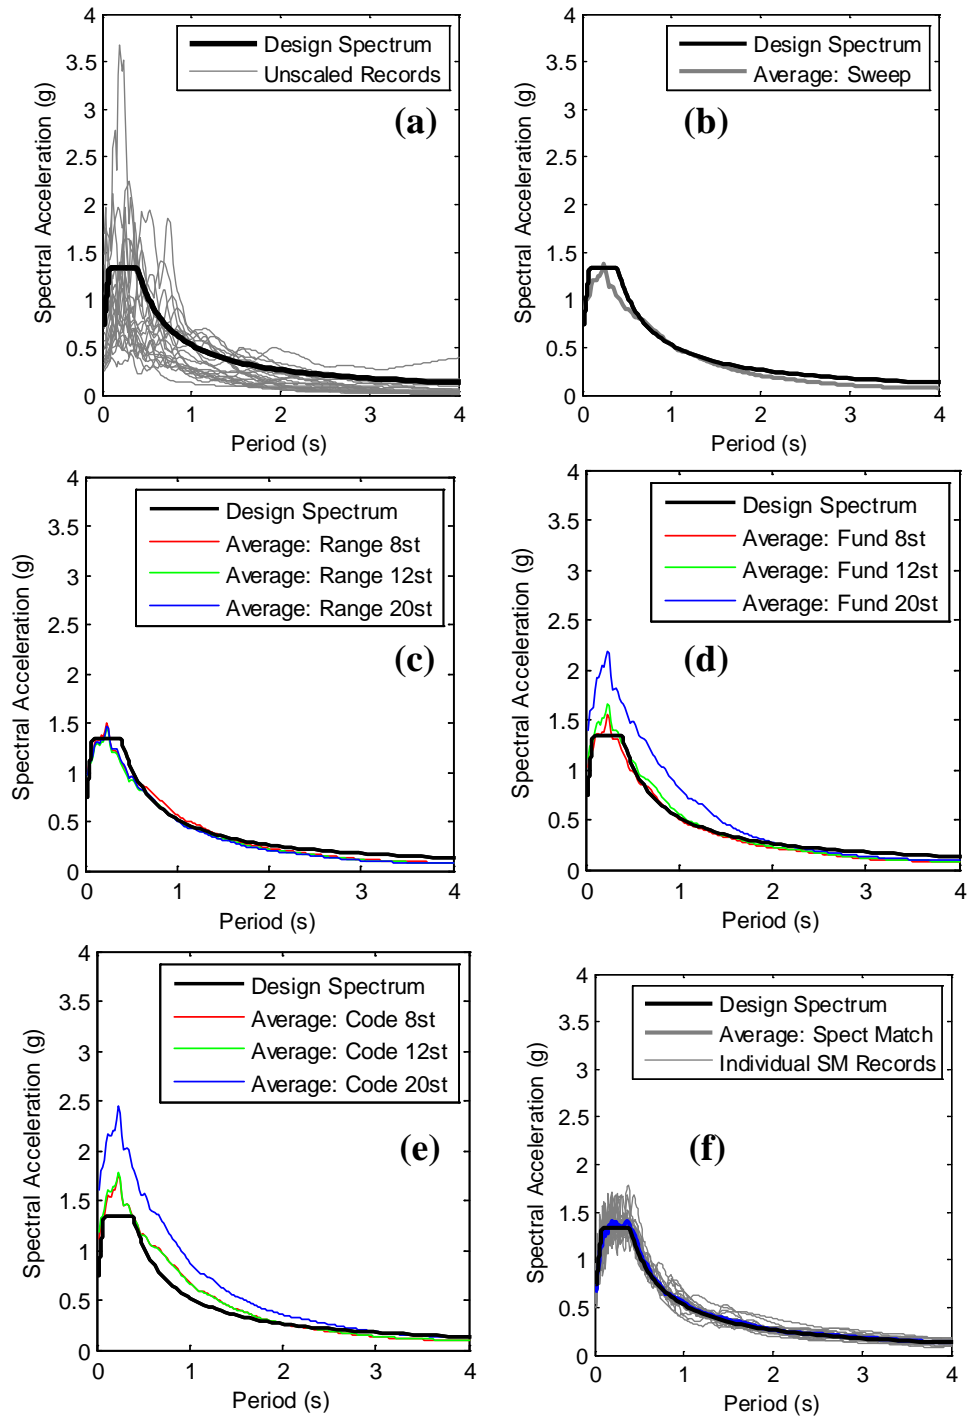 4
3.5
3
2.5
2
1.5
1
0.5
0
0 1 2 3 4
Period (s)
Spectral Acceleration (g)
Design Spectrum
Unscaled Records
(a)
4
3.5
3
2.5
2
1.5
1
0.5
0
0 1 2 3 4
Period (s)
Spectral Acceleration (g)
Design Spectrum
Average: Sweep
(b)
4
3.5
3
2.5
2
1.5
1
0.5
0
0 1 2 3 4
Period (s)
Spectral Acceleration (g)
Design Spectrum
Average: Range 8st
Average: Range 12st
Average: Range 20st
(c)
4
3.5
3
2.5
2
1.5
1
0.5
0
0 1 2 3 4
Period (s)
Spectral Acceleration (g)
Design Spectrum
Average: Fund 8st
Average: Fund 12st
Average: Fund 20st
(d)
4
3.5
3
2.5
2
1.5
1
0.5
0
0 1 2 3 4
Period (s)
Spectral Acceleration (g)
Design Spectrum
Average: Code 8st
Average: Code 12st
Average: Code 20st
(e)
4
3.5
3
2.5
2
1.5
1
0.5
0
0 1 2 3 4
Period (s)
Spectral Acceleration (g)
Design Spectrum
Average: Spect Match
Individual SM Records
(f)